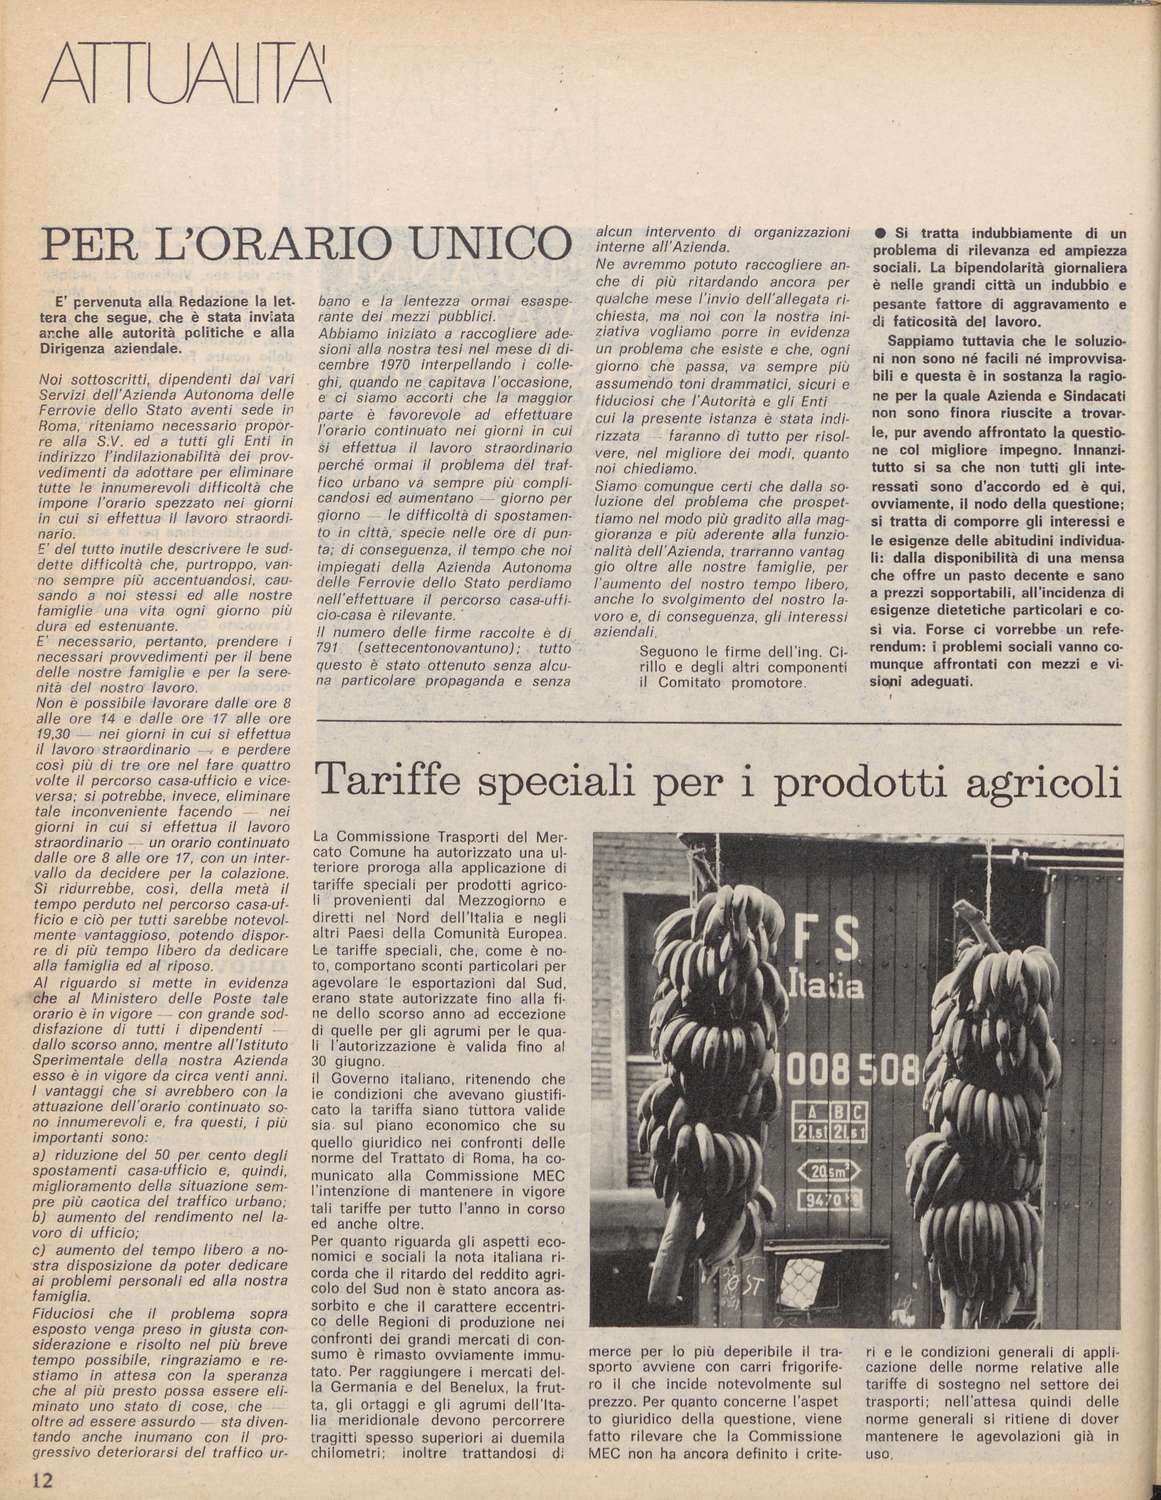 ATTUALITA'
PER L'ORARIO UNICO
E' pervenuta alla Redazione la let-
tera che segue, che è stata inviata
anche alle autorità politiche e alla
Dirigenza aziendale.
Noi sottoscritti, dipendenti dai vari
Servizi dell'Azienda Autonoma delle
Ferrovie dello Stato aventi sede in
Roma, riteniamo necessario propor-
re alla S.V. ed a tutti gli Enti in
indirizzo l'indilazionabilità dei prov-
vedimenti da adottare per eliminare
tutte le innumerevoli difficoltà che
impone l'orario spezzato nei giorni
in cui si effettua il lavoro straordi-
nario.
E' del tutto inutile descrivere le sud-
dette difficoltà che, purtroppo, van-
no sempre più accentuandosi, cau-
sando a noi stessi ed alle nostre
famiglie una vita ogni giorno più
dura ed estenuante.
E' necessario, pertanto, prendere i
necessari provvedimenti per il bene
delle nostre famiglie e per la sere-
nità del nostro lavoro.
Non è possibile lavorare dalle ore 8
alle ore 14 e dalle ore 17 alle ore
19,30 — nei giorni in cui si effettua
il lavoro straordinario — e perdere
così più di tre ore nel fare quattro
volte il percorso casa-ufficio e vice-
versa; si potrebbe, invece, eliminare
tale inconveniente facendo — nei
giorni in cui si effettua il lavoro
straordinario — un orario continuato
dalle ore 8 alle ore 17, con un inter-
vallo da decidere per la colazione.
Si ridurrebbe, così, della metà il
tempo perduto nel percorso casa-uf-
ficio e ciò per tutti sarebbe notevol-
mente vantaggioso, potendo dispor-
re di più tempo libero da dedicare
alla famiglia ed al riposo.
Al riguardo si mette in evidenza
che al Ministero delle Poste tale
orario è in vigore — con grande sod-
disfazione di tutti i dipendenti —
dallo scorso anno, mentre all'Istituto
Sperimentale della nostra Azienda
esso è in vigore da circa venti anni.
I vantaggi che si avrebbero con la
attuazione dell'orario continuato so-
no innumerevoli e, fra questi, i più
importanti sono:
a) riduzione del 50 per cento degli
spostamenti casa-ufficio e, quindi,
miglioramento della situazione sem-
pre più caotica del traffico urbano;
b) aumento del rendimento nel la-
voro di ufficio;
c) aumento del tempo libero a no-
stra disposizione da poter dedicare
ai problemi personali ed alla nostra
famiglia.
Fiduciosi che il problema sopra
esposto venga preso in giusta con-
siderazione e risolto nel più breve
tempo possibile, ringraziamo e re-
stiamo in attesa con la speranza
che al più presto possa essere eli-
minato uno stato di cose, che —
oltre ad essere assurdo — sta diven-
tando anche inumano con il pro-
gressivo deteriorarsi del traffico ur-
bano e la lentezza ormai esaspe-
rante dei mezzi pubblici.
Abbiamo iniziato a raccogliere ade-
sioni alla nostra tesi nel mese di di-
cembre 1970 interpellando i colle-
ghi, quando ne capitava l'occasione,
e ci siamo accorti che la maggior
parte è favorevole ad effettuare
l'orario continuato nei giorni in cui
si effettua il lavoro straordinario
perché ormai il problema del traf-
fico urbano va sempre più compli-
candosi ed aumentano — giorno per
giorno — le difficoltà di spostamen-
to in città, specie nelle ore di pun-
ta; di conseguenza, il tempo che noi
impiegati della Azienda Autonoma
delle Ferrovie dello Stato perdiamo
nell'effettuare il percorso casa-uffi-
cio-casa è rilevante.
Il numero delle firme raccolte è di
791 (settecentonovantuno); tutto
questo è stato ottenuto senza alcu-
na particolare propaganda e senza
alcun intervento di organizzazioni
interne all'Azienda.
Ne avremmo potuto raccogliere an-
che di più ritardando ancora per
qualche mese l'invio dell'allegata ri-
chiesta, ma noi con la nostra ini-
ziativa vogliamo porre in evidenza
un problema che esiste e che, ogni
giorno che passa, va sempre più
assumendo toni drammatici, sicuri e
fiduciosi che l'Autorità e gli Enti —
cui la presente istanza è stata indi-
rizzata — faranno di tutto per risol-
vere, nel migliore dei modi, quanto
noi chiediamo.
Siamo comunque certi che dalla so-
luzione del problema che prospet-
tiamo nel modo più gradito alla mag-
gioranza e più aderente alla funzio-
nalità dell'Azienda, trarranno vantag
gio oltre alle nostre famiglie, per
l'aumento del nostro tempo libero,
anche lo svolgimento del nostro la-
voro e, di conseguenza, gli interessi
aziendali.
Seguono le firme dell'ing. Ci-
rillo e degli altri componenti
il Comitato promotore.
● Si tratta indubbiamente di un
problema di rilevanza ed ampiezza
sociali. La bipendolarità giornaliera
è nelle grandi città un indubbio e
pesante fattore di aggravamento e
di faticosità del lavoro.
Sappiamo tuttavia che le soluzio-
ni non sono né facili né improvvisa-
bili e questa è in sostanza la ragio-
ne per la quale Azienda e Sindacati
non sono finora riuscite a trovar-
le, pur avendo affrontato la questio-
ne col migliore impegno. Innanzi-
tutto si sa che non tutti gli inte-
ressati sono d'accordo ed è qui,
ovviamente, il nodo della questione;
si tratta di comporre gli interessi e
le esigenze delle abitudini individua-
li: dalla disponibilità di una mensa
che offre un pasto decente e sano
a prezzi sopportabili, all'incidenza di
esigenze dietetiche particolari e co-
sì via. Forse ci vorrebbe un refe-
rendum: i problemi sociali vanno co-
munque affrontati con mezzi e vi-
sioni adeguati.
Tariffe speciali per i prodotti agricoli
La Commissione Trasporti del Mer-
cato Comune ha autorizzato una ul-
teriore proroga alla applicazione di
tariffe speciali per prodotti agrico-
li provenienti dal Mezzogiorno e
diretti nel Nord dell'Italia e negli
altri Paesi della Comunità Europea.
Le tariffe speciali, che, come è no-
to, comportano sconti particolari per
agevolare le esportazioni dal Sud,
erano state autorizzate fino alla fi-
ne dello scorso anno ad eccezione
di quelle per gli agrumi per le qua-
li l'autorizzazione è valida fino al
30 giugno.
Il Governo italiano, ritenendo che
le condizioni che avevano giustifi-
cato la tariffa siano tuttora valide
sia sul piano economico che su
quello giuridico nei confronti delle
norme del Trattato di Roma, ha co-
municato alla Commissione MEC
l'intenzione di mantenere in vigore
tali tariffe per tutto l'anno in corso
ed anche oltre.
Per quanto riguarda gli aspetti eco-
nomici e sociali la nota italiana ri-
corda che il ritardo del reddito agri-
colo del Sud non è stato ancora as-
sorbito e che il carattere eccentri-
co delle Regioni di produzione nei
confronti dei grandi mercati di con-
sumo è rimasto ovviamente immu-
tato. Per raggiungere i mercati del-
la Germania e del Benelux, la frut-
ta, gli ortaggi e gli agrumi dell'Ita-
lia meridionale devono percorrere
tragitti spesso superiori ai duemila
chilometri; inoltre trattandosi di
F S
Italia
008 508
A B C
21.51 21.51
20.5m²
9470
merce per lo più deperibile il tra-
sporto avviene con carri frigorife-
ro il che incide notevolmente sul
prezzo. Per quanto concerne l'aspet
to giuridico della questione, viene
fatto rilevare che la Commissione
MEC non ha ancora definito i crite-
ri e le condizioni generali di appli-
cazione delle norme relative alle
tariffe di sostegno nel settore dei
trasporti; nell'attesa quindi delle
norme generali si ritiene di dover
mantenere le agevolazioni già in
uso.
12